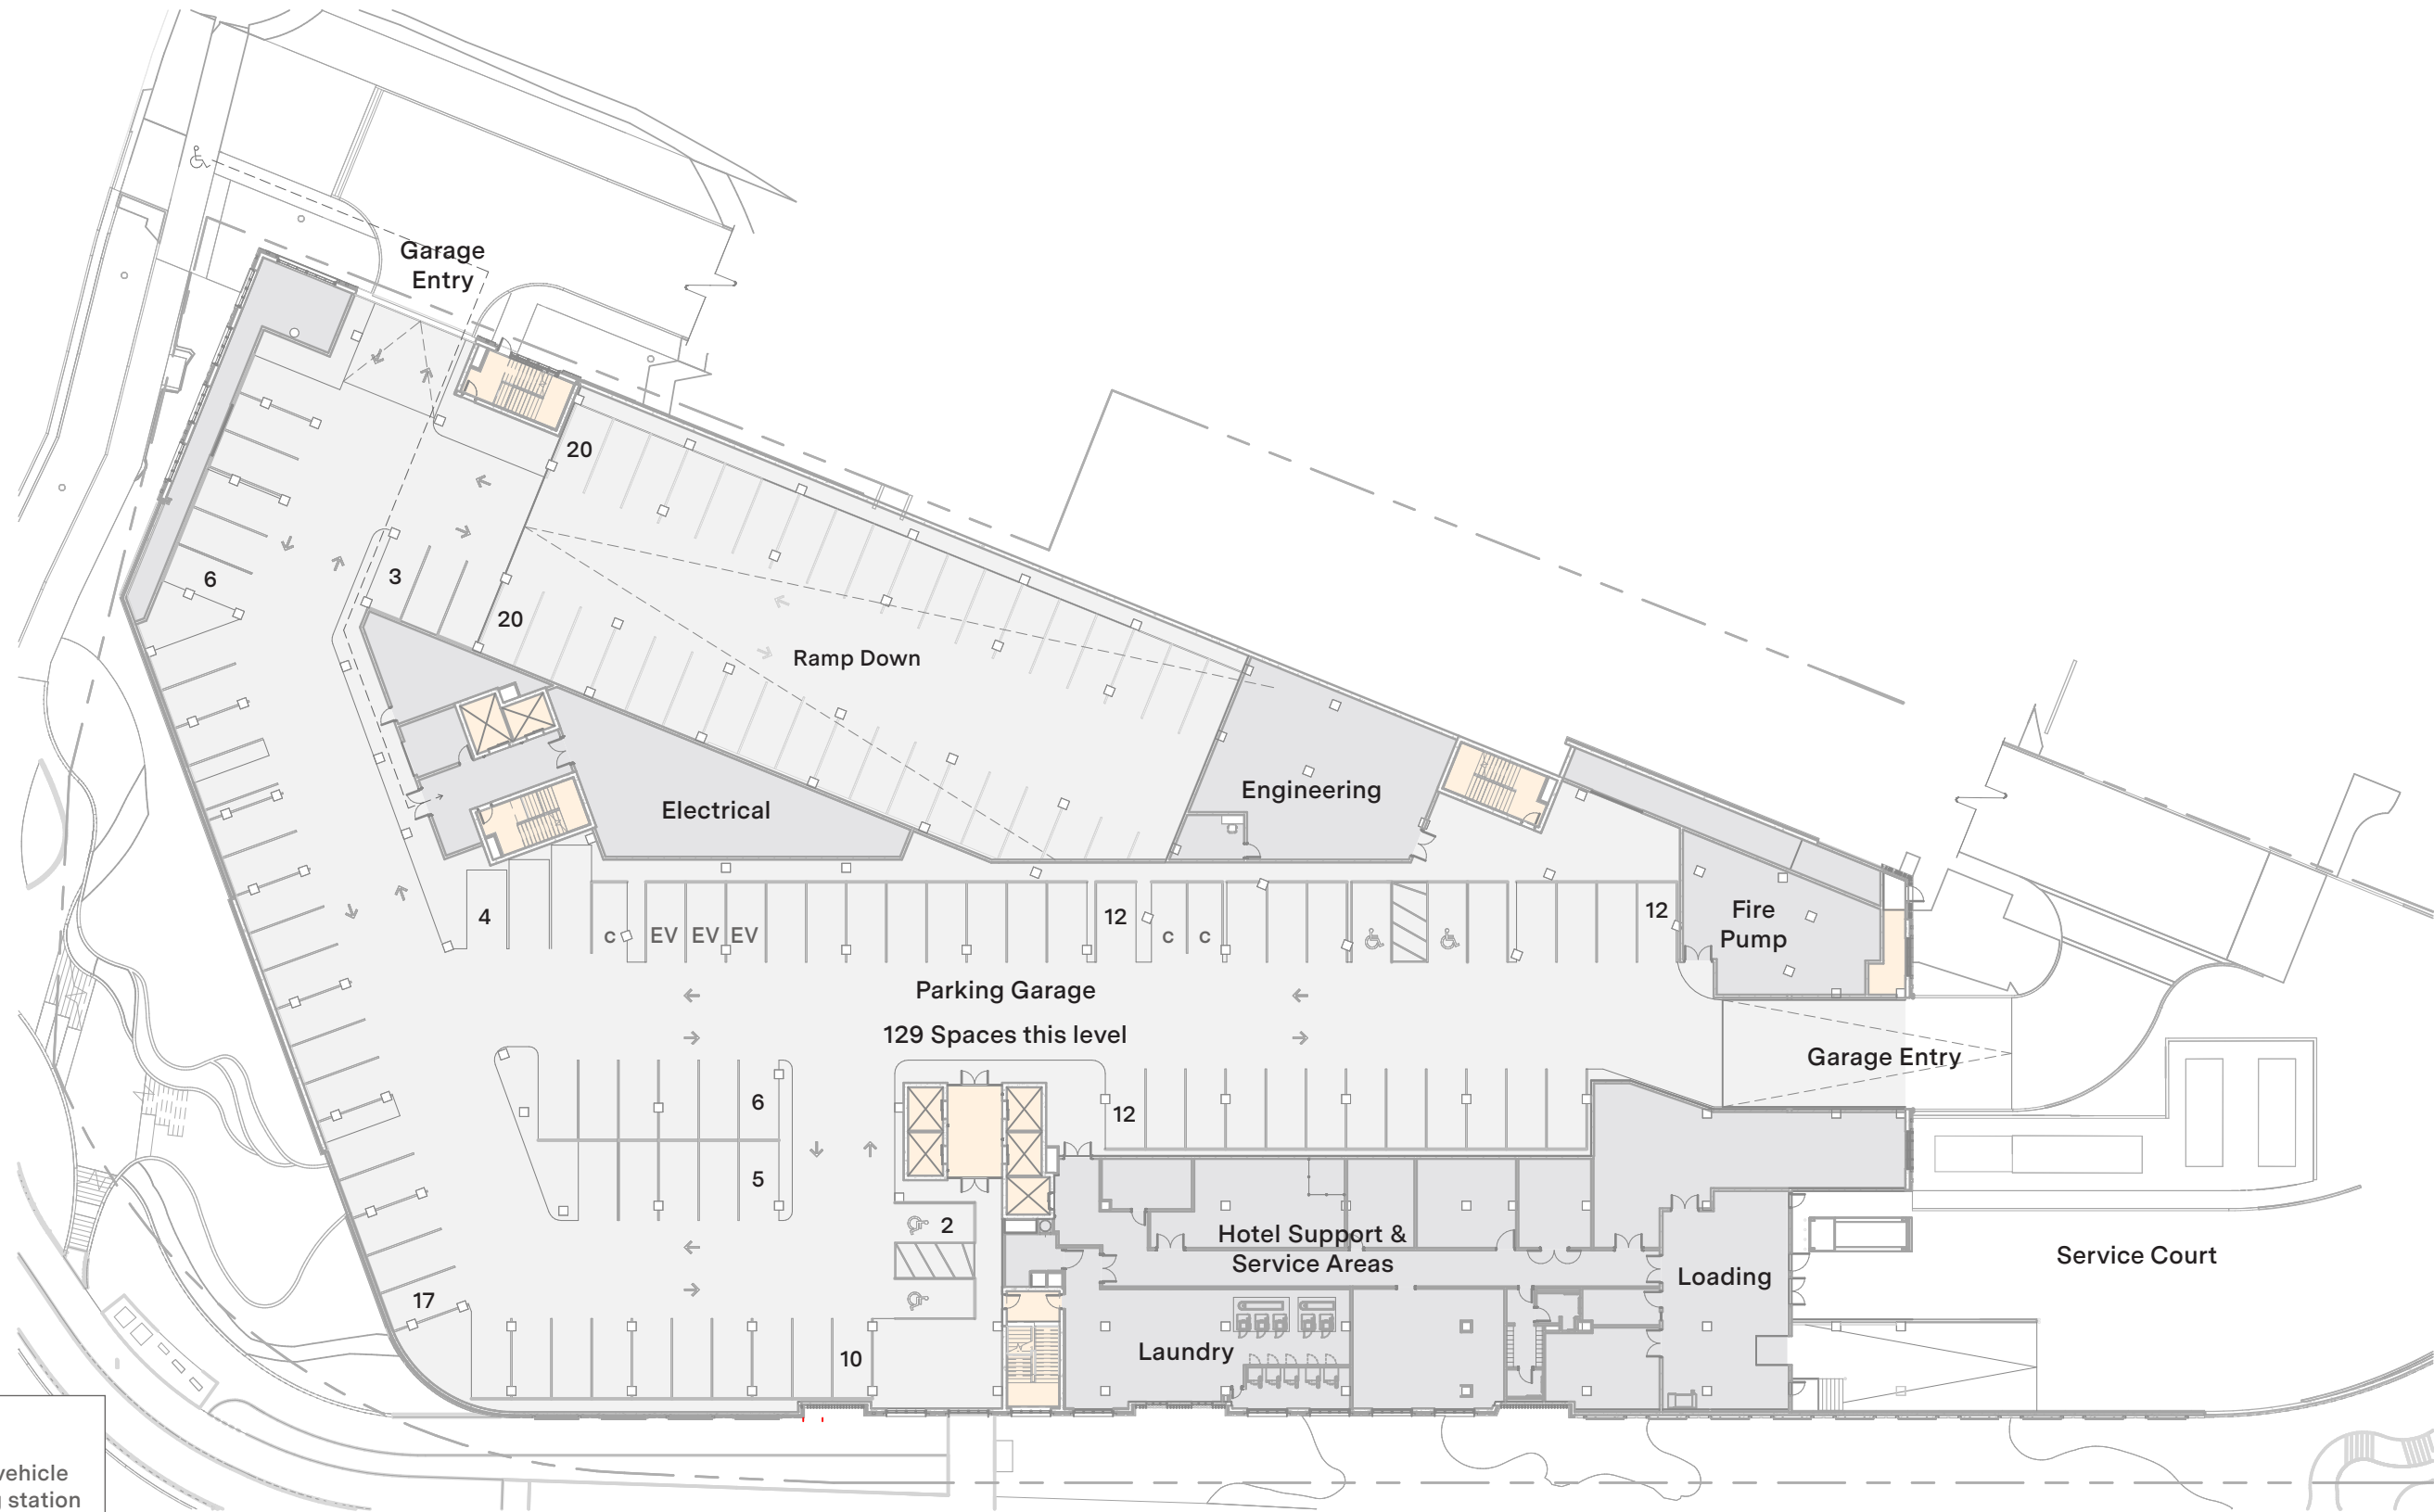 Garage
Entry
20
6
3
20
Ramp Down
Engineering
Electrical
4
12
12
Fire
Pump
c
EV
EV
EV
c
c
Parking Garage
129 Spaces this level
Garage Entry
6
12
5
2
Hotel Support &
Service Areas
Service Court
Loading
17
10
Laundry
vehicle
station